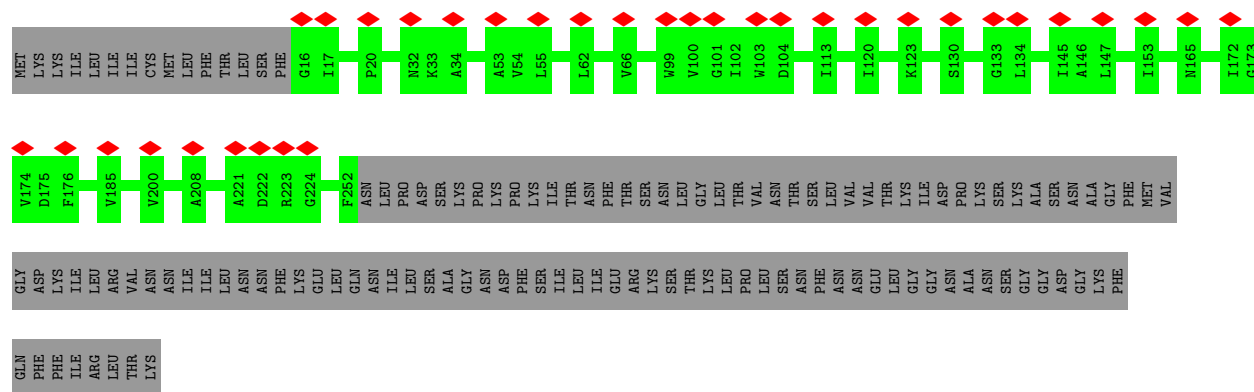 MET LYS LYS ILE LEU ILE ILE CYS MET LEU PHE THR LEU SER PHE G16 I17 P20 N32 K33 A34 A53 V54 L55 L62 V66 W99 V100 G101 I102 W103 D104 I113 I120 K123 S130 G133 L134 I145 A146 L147 I153 N165 I172 G173
V174 D175 F176 V185 V200 A208 A221 D222 R223 G224 F252 ASN LEU PRO ASP SER LYS PRO LYS PRO LYS ILE THR ASN PHE THR SER ASN LEU GLY LEU THR VAL ASN THR SER LEU VAL VAL THR LYS ILE ASP PRO LYS SER LYS ALA SER ASN ALA GLY PHE MET VAL
GLY ASP LYS ILE LEU ARG VAL ASN ASN ILE ILE LEU ASN ASN PHE LYS GLU LEU GLN ASN ILE LEU SER ALA GLY ASN ASP PHE SER ILE LEU ILE GLU ARG LYS SER THR LYS LEU PRO LEU SER ASN PHE ASN ASN GLU LEU GLY GLY ASN ALA ASN SER GLY GLY ASP GLY LYS PHE
GLN PHE PHE ILE ARG LEU THR LYS